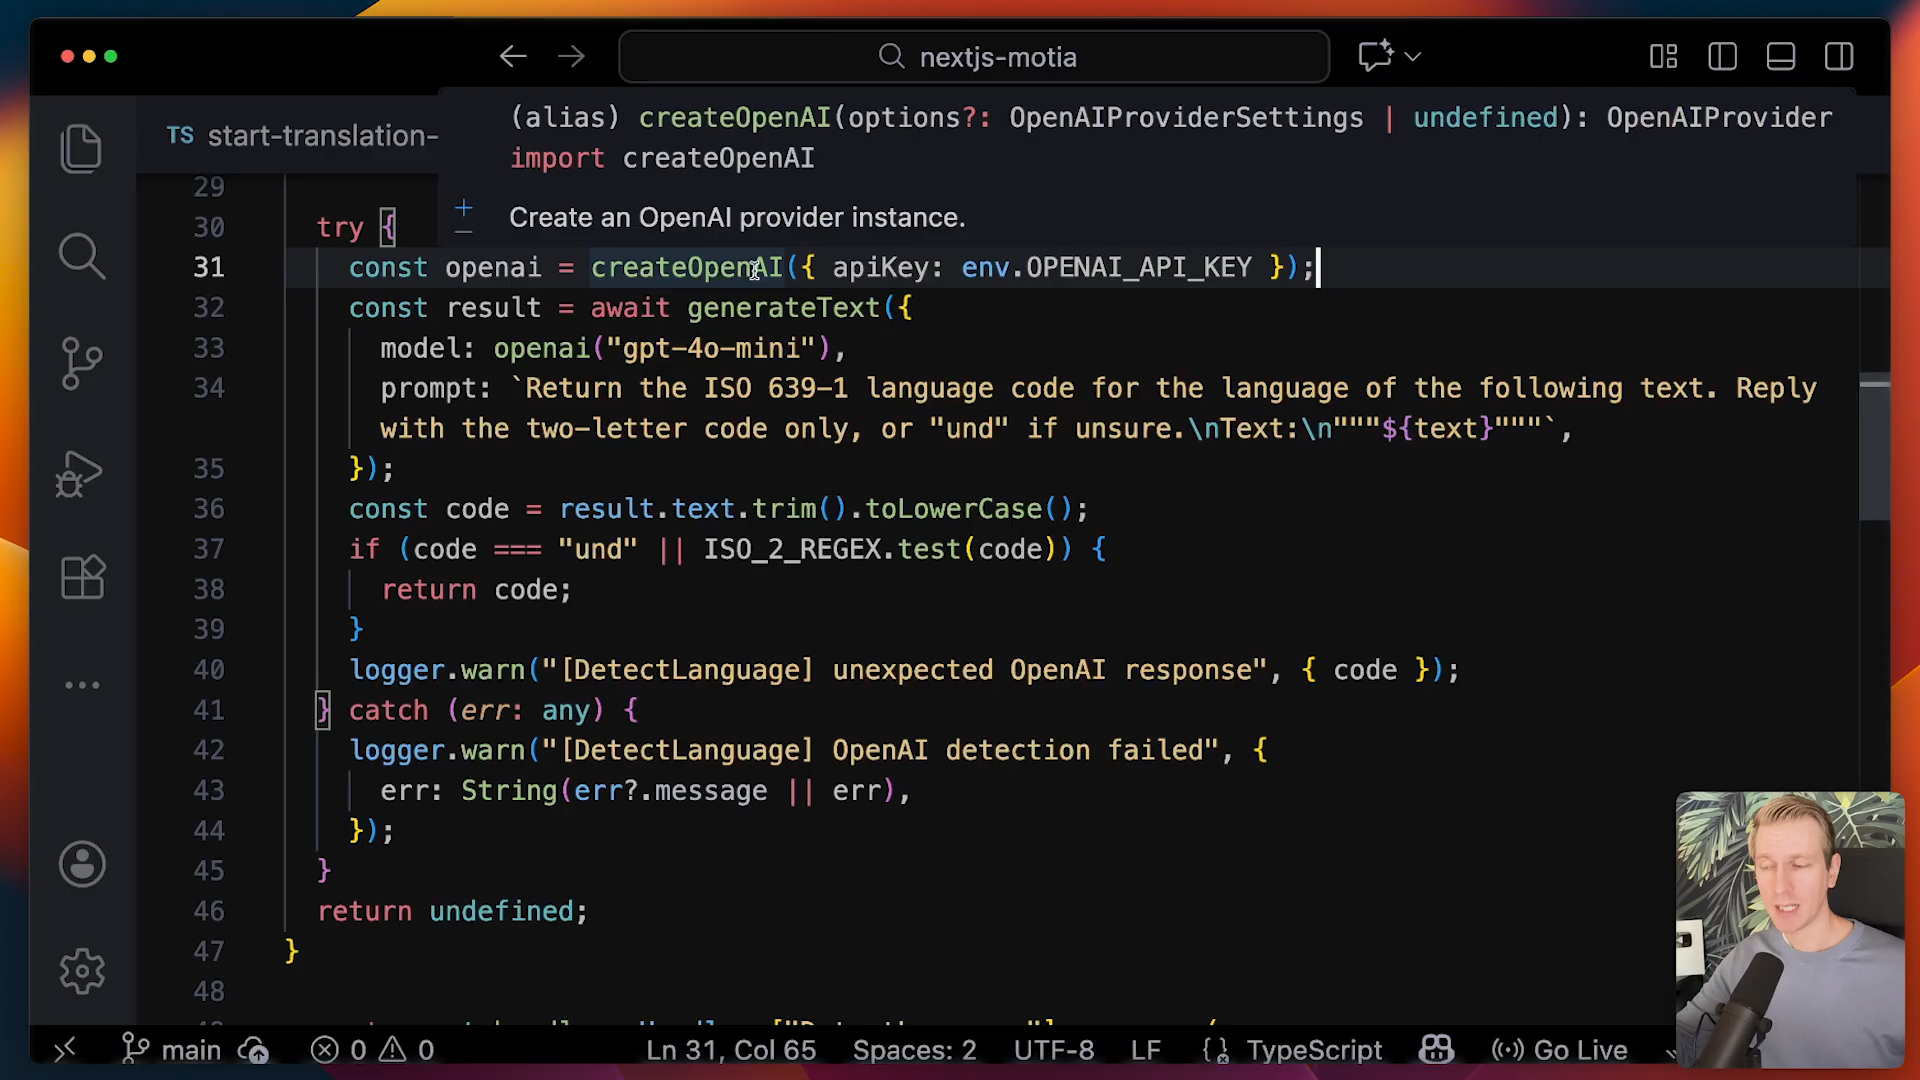 nextjs-motia
TS start-translation-
(alias) createOpenAI(options?: OpenAIProviderSettings | undefined): OpenAIProvider
import createOpenAI
Create an OpenAI provider instance.
29
30 try {
31 const openai = createOpenAI({ apiKey: env.OPENAI_API_KEY });
32 const result = await generateText({
33 model: openai("gpt-4o-mini"),
34 prompt: `Return the ISO 639-1 language code for the language of the following text. Reply
with the two-letter code only, or "und" if unsure.\nText:\n"""${text}"""`,
35 });
36 const code = result.text.trim().toLowerCase();
37 if (code === "und" || ISO_2_REGEX.test(code)) {
38 return code;
39 }
40 logger.warn("[DetectLanguage] unexpected OpenAI response", { code });
41 } catch (err: any) {
42 logger.warn("[DetectLanguage] OpenAI detection failed", {
43 err: String(err?.message || err),
44 });
45 }
46 return undefined;
47 }
48
main 0 0 Ln 31, Col 65 Spaces: 2 UTF-8 LF {} TypeScript Go Live